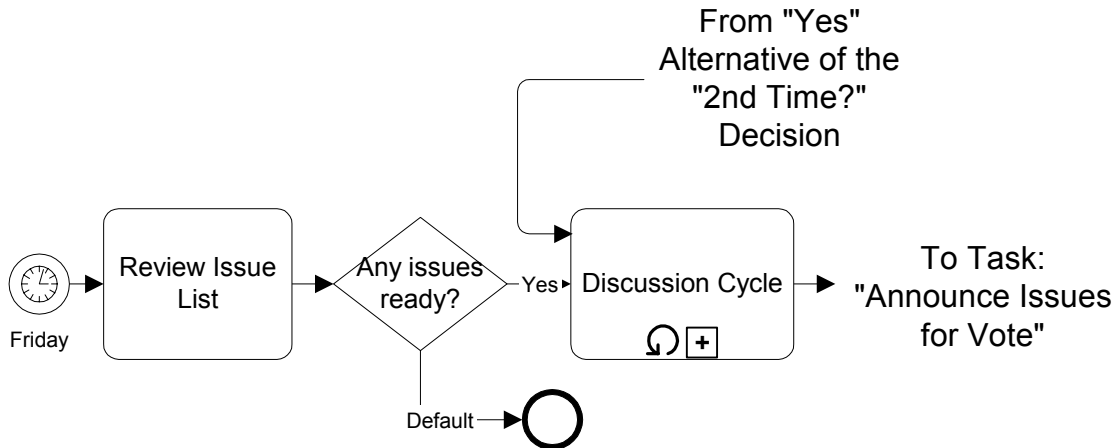 From "Yes"
Alternative of the
"2nd Time?"
Decision
Friday
Review Issue
List
Any issues
ready?
Yes
Default
Discussion Cycle
+
To Task:
"Announce Issues
for Vote"